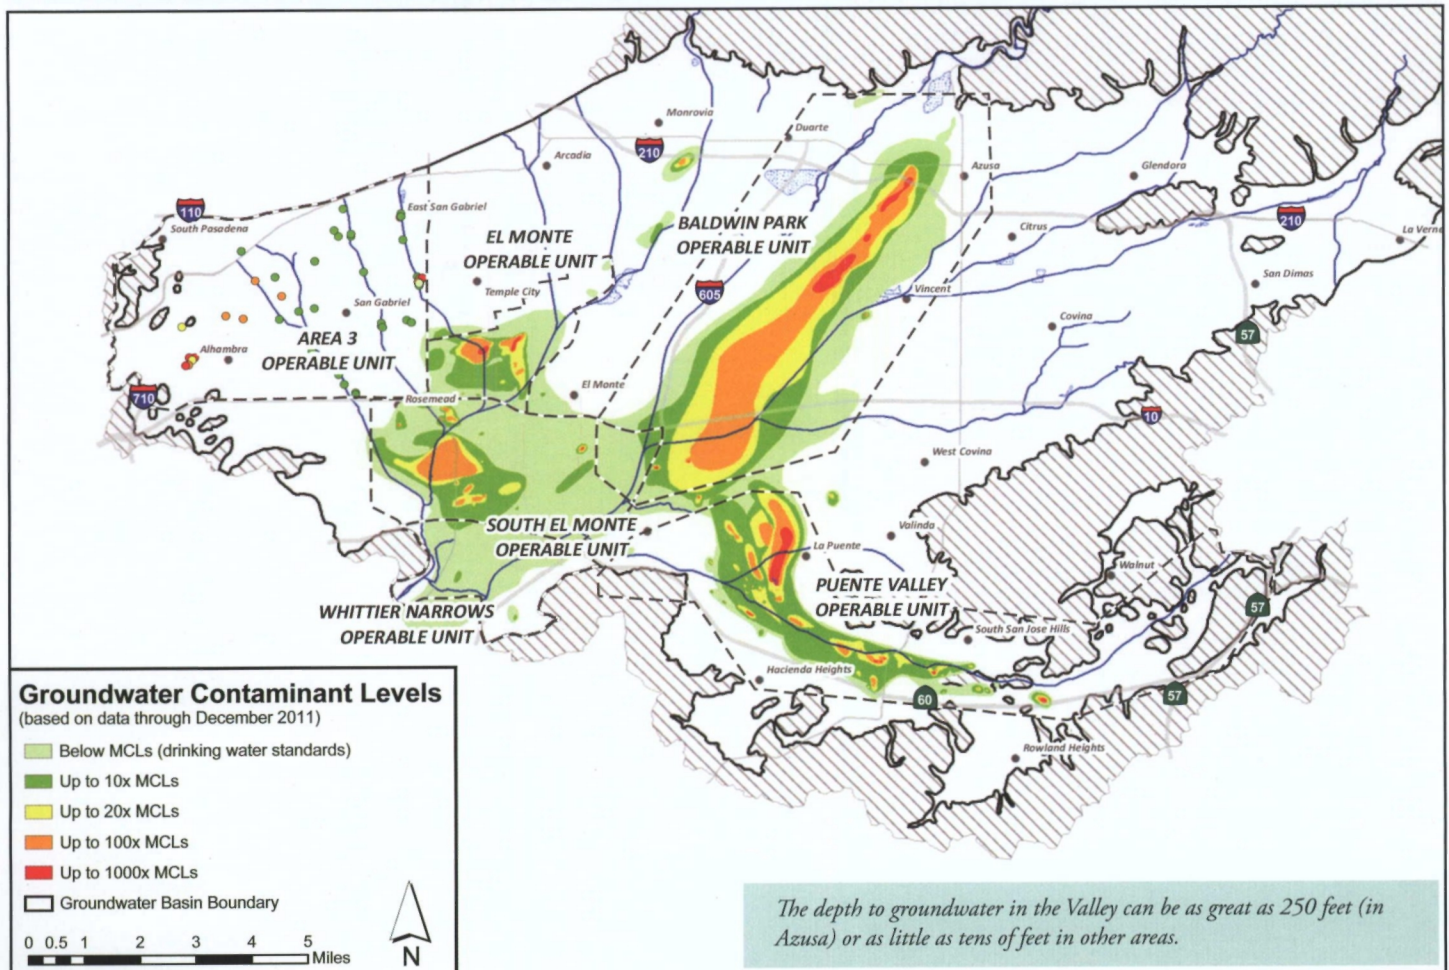 Monrovia
Duarte
210
Arcadia
Azusa
Glendora
110
South Pasadena
East San Gabriel
210
BALDWIN PARK
OPERABLE UNIT
EL MONTE
OPERABLE UNIT
Citrus
La Verne
San Dimas
Temple City
605
Vincent
San Gabriel
Covina
57
AREA 3
OPERABLE UNIT
Alhambra
El Monte
710
Rosemead
10
West Covina
SOUTH EL MONTE
OPERABLE UNIT
Valinda
La Puente
Walnut
PUENTE VALLEY
OPERABLE UNIT
57
WHITTIER NARROWS
OPERABLE UNIT
South San Jose Hills
Hacienda Heights
60
57
Rowland Heights
Groundwater Contaminant Levels
(based on data through December 2011)
Below MCLs (drinking water standards)
Up to 10x MCLs
Up to 20x MCLs
Up to 100x MCLs
Up to 1000x MCLs
Groundwater Basin Boundary
0 0.5 1 2 3 4 5
Miles
N
The depth to groundwater in the Valley can be as great as 250 feet (in
Azusa) or as little as tens of feet in other areas.